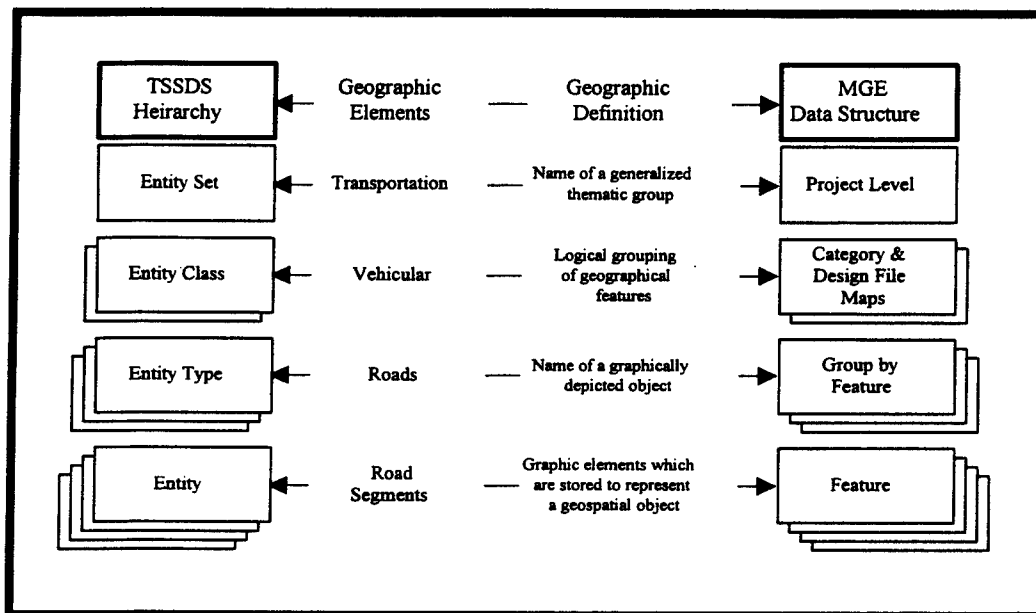 TSSDS
Heirarchy
Geographic
Elements
Geographic
Definition
MGE
Data Structure
Entity Set
Transportation
Name of a generalized
thematic group
Project Level
Entity Class
Vehicular
Logical grouping
of geographical
features
Category &
Design File
Maps
Entity Type
Roads
Name of a graphically
depicted object
Group by
Feature
Entity
Road
Segments
Graphic elements which
are stored to represent
a geospatial object
Feature